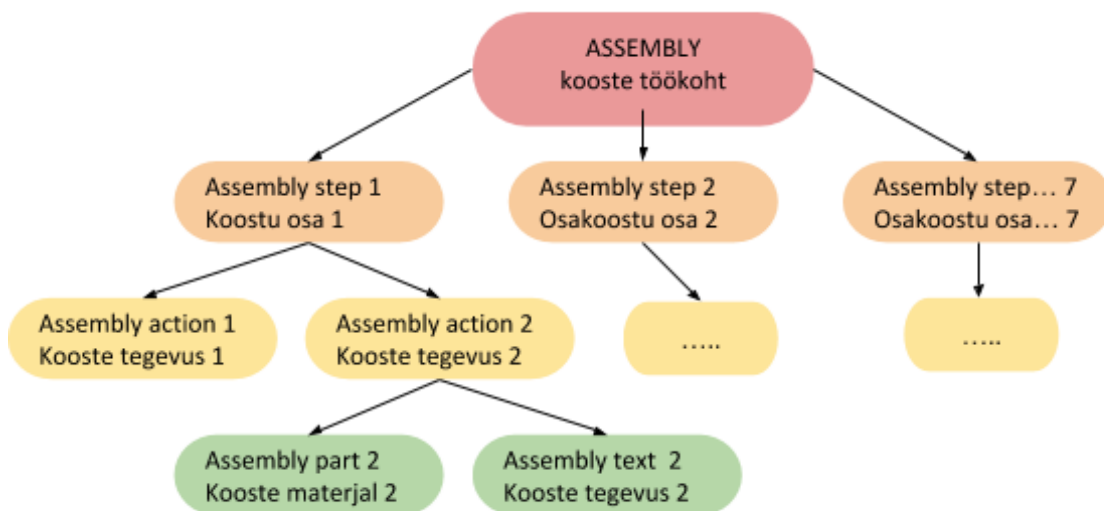 ASSEMBLY
kooste töökoht
Assembly step 1
Koostu osa 1
Assembly step 2
Osakoostu osa 2
Assembly step… 7
Osakoostu osa… 7
Assembly action 1
Kooste tegevus 1
Assembly action 2
Kooste tegevus 2
…..
…..
Assembly part 2
Kooste materjal 2
Assembly text  2
Kooste tegevus 2